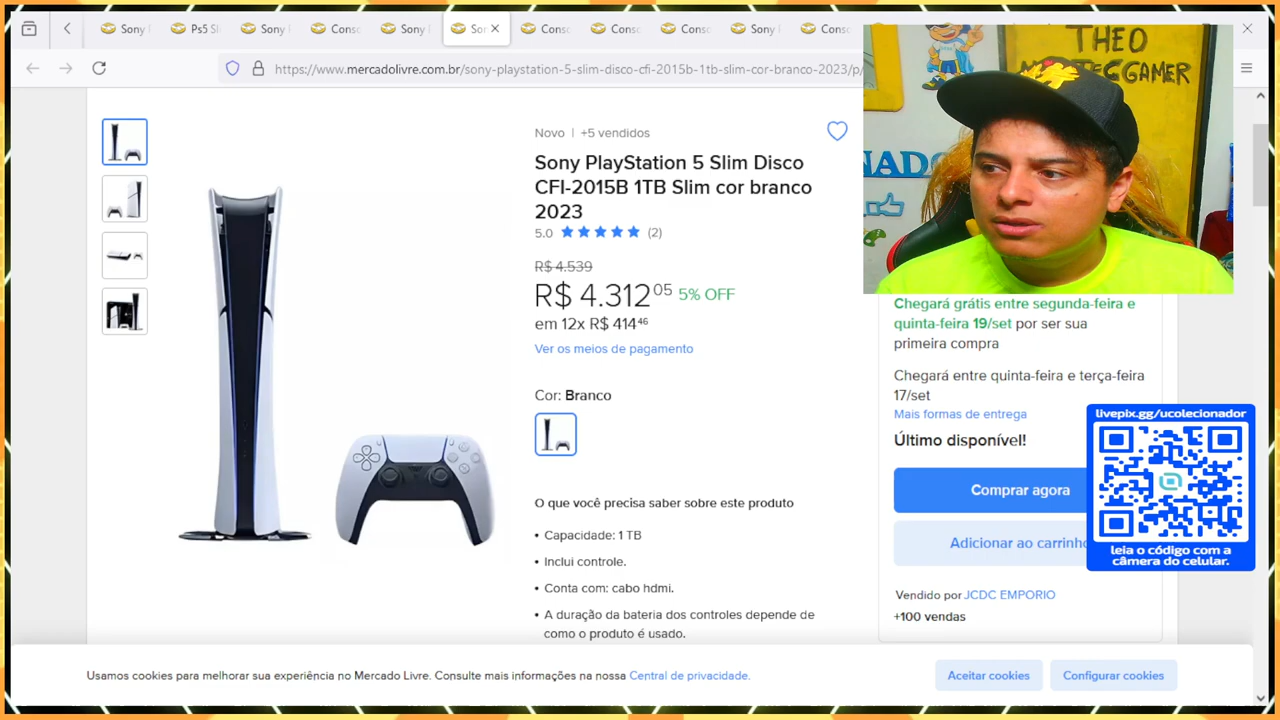 Sony
Ps5 Sl
Sony
Conso
Sony
Son
Conso
Conso
Conso
Sony
Conso
https://www.mercadolivre.com.br/sony-playstation-5-slim-disco-cfi-2015b-1tb-slim-cor-branco-2023/p/
THEO
GAMER
NADO
Novo | +5 vendidos
Sony PlayStation 5 Slim Disco
CFI-2015B 1TB Slim cor branco
2023
5.0 ★★★★★ (2)
R$ 4.539
R$ 4.312 05 5% OFF
em 12x R$ 414 46
Ver os meios de pagamento
Cor: Branco
O que você precisa saber sobre este produto
• Capacidade: 1 TB
• Inclui controle.
• Conta com: cabo hdmi.
• A duração da bateria dos controles depende de
como o produto é usado.
Chegará grátis entre segunda-feira e
quinta-feira 19/set por ser sua
primeira compra
Chegará entre quinta-feira e terça-feira
17/set
Mais formas de entrega
Último disponível!
Comprar agora
Adicionar ao carrinho
Vendido por JCDC EMPORIO
+100 vendas
livepix.gg/ucolecionador
leia o código com a
câmera do celular.
Usamos cookies para melhorar sua experiência no Mercado Livre. Consulte mais informações na nossa Central de privacidade.
Aceitar cookies
Configurar cookies